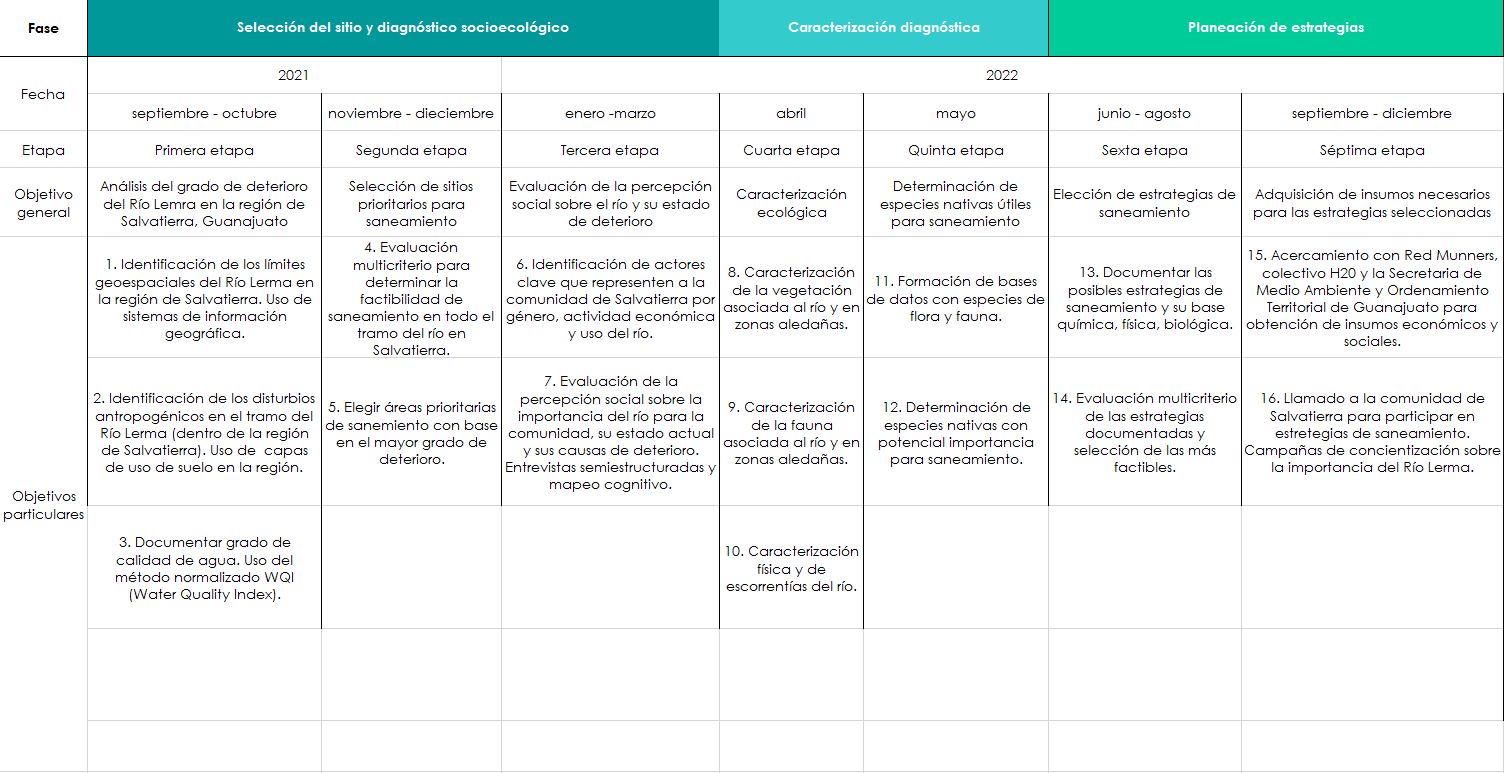 Fase
Selección del sitio y diagnóstico socioecológico
Caracterización diagnóstica
Planeación de estrategias
Fecha
2021
2022
septiembre - octubre
noviembre - dieciembre
enero -marzo
abril
mayo
junio - agosto
septiembre - diciembre
Etapa
Primera etapa
Segunda etapa
Tercera etapa
Cuarta etapa
Quinta etapa
Sexta etapa
Séptima etapa
Objetivo
general
Análisis del grado de deterioro
del Río Lemra en la región de
Salvatierra, Guanajuato
Selección de sitios
prioritarios para
saneamiento
Evaluación de la percepción
social sobre el río y su estado
de deterioro
Caracterización
ecológica
Determinación de
especies nativas útiles
para saneamiento
Elección de estrategias de
saneamiento
Adquisición de insumos necesarios
para las estrategias seleccionadas
Objetivos
particulares
1. Identificación de los límites
geoespaciales del Río Lerma en
la región de Salvatierra. Uso de
sistemas de información
geográfica.
4. Evaluación
multicriterio para
determinar la
factibilidad de
saneamiento en todo el
tramo del río en
Salvatierra.
6. Identificación de actores
clave que representen a la
comunidad de Salvatierra por
género, actividad económica
y uso del río.
8. Caracterización
de la vegetación
asociada al río y en
zonas aledañas.
11. Formación de bases
de datos con especies de
flora y fauna.
13. Documentar las
posibles estrategias de
saneamiento y su base
química, física, biológica.
15. Acercamiento con Red Munners,
colectivo H20 y la Secretaria de
Medio Ambiente y Ordenamiento
Territorial de Guanajuato para
obtención de insumos económicos y
sociales.
2. Identificación de los disturbios
antropogénicos en el tramo del
Río Lerma (dentro de la región
de Salvatierra). Uso de capas
de uso de suelo en la región.
5. Elegir áreas prioritarias
de sanemiento con base
en el mayor grado de
deterioro.
7. Evaluación de la
percepción social sobre la
importancia del río para la
comunidad, su estado actual
y sus causas de deterioro.
Entrevistas semiestructuradas y
mapeo cognitivo.
9. Caracterización
de la fauna
asociada al río y en
zonas aledañas.
12. Determinación de
especies nativas con
potencial importancia
para saneamiento.
14. Evaluación multicriterio
de las estrategias
documentadas y
selección de las más
factibles.
16. Llamado a la comunidad de
Salvatierra para participar en
estretegias de saneamiento.
Campañas de concientización sobre
la importancia del Río Lerma.
3. Documentar grado de
calidad de agua. Uso del
método normalizado WQI
(Water Quality Index).
10. Caracterización
física y de
escorrentías del río.